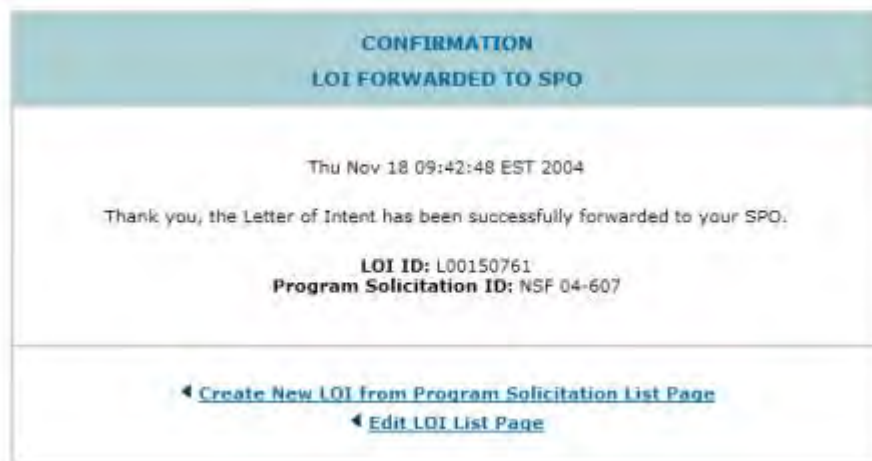 CONFIRMATION
LOI FORWARDED TO SPO
Thu Nov 18 09:42:48 EST 2004
Thank you, the Letter of Intent has been successfully forwarded to your SPO.
LOI ID: L00150761
Program Solicitation ID: NSF 04-607
Create New LOI from Program Solicitation List Page
Edit LOI List Page